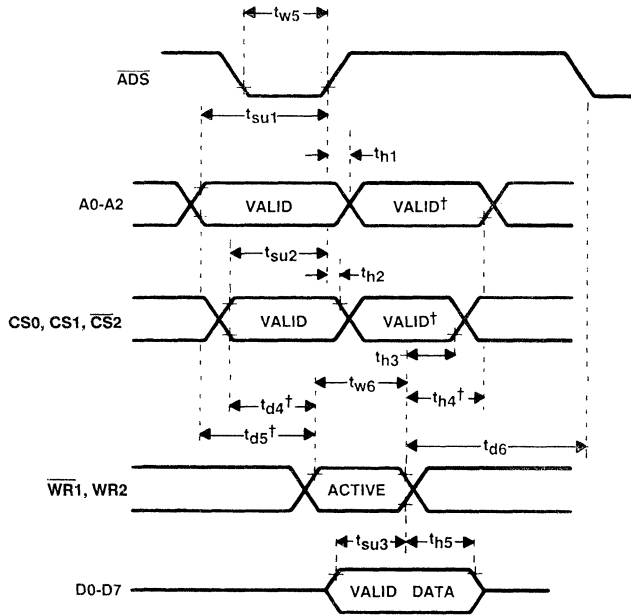 tw5
ADS
tsu1
th1
A0-A2 VALID VALID†
tsu2
th2
CS0, CS1, CS2 VALID VALID†
th3
tw6
td4† th4†
td5†
td6
WR1, WR2 ACTIVE
tsu3 th5
D0-D7 VALID DATA